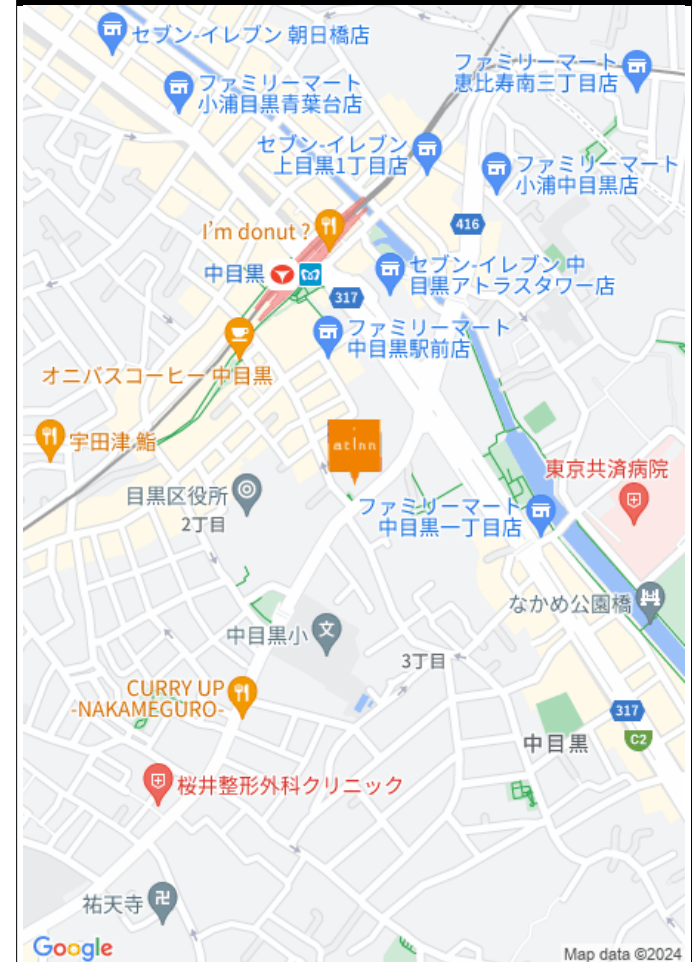 セブン-イレブン 朝日橋店
ファミリーマート
恵比寿南三丁目店
ファミリーマート
小浦目黒青葉台店
セブン-イレブン
上目黒1丁目店
ファミリーマート
小浦中目黒店
I'm donut ?
416
中目黒
セブン-イレブン 中
目黒アトラスタワー店
317
ファミリーマート
中目黒駅前店
オニバスコーヒー 中目黒
atInn
宇田津 鮨
東京共済病院
目黒区役所
2丁目
ファミリーマート
中目黒一丁目店
なかめ公園橋
中目黒小
文
3丁目
CURRY UP
-NAKAMEGURO-
317
中目黒
C2
桜井整形外科クリニック
祐天寺
卍
Google
Map data ©2024